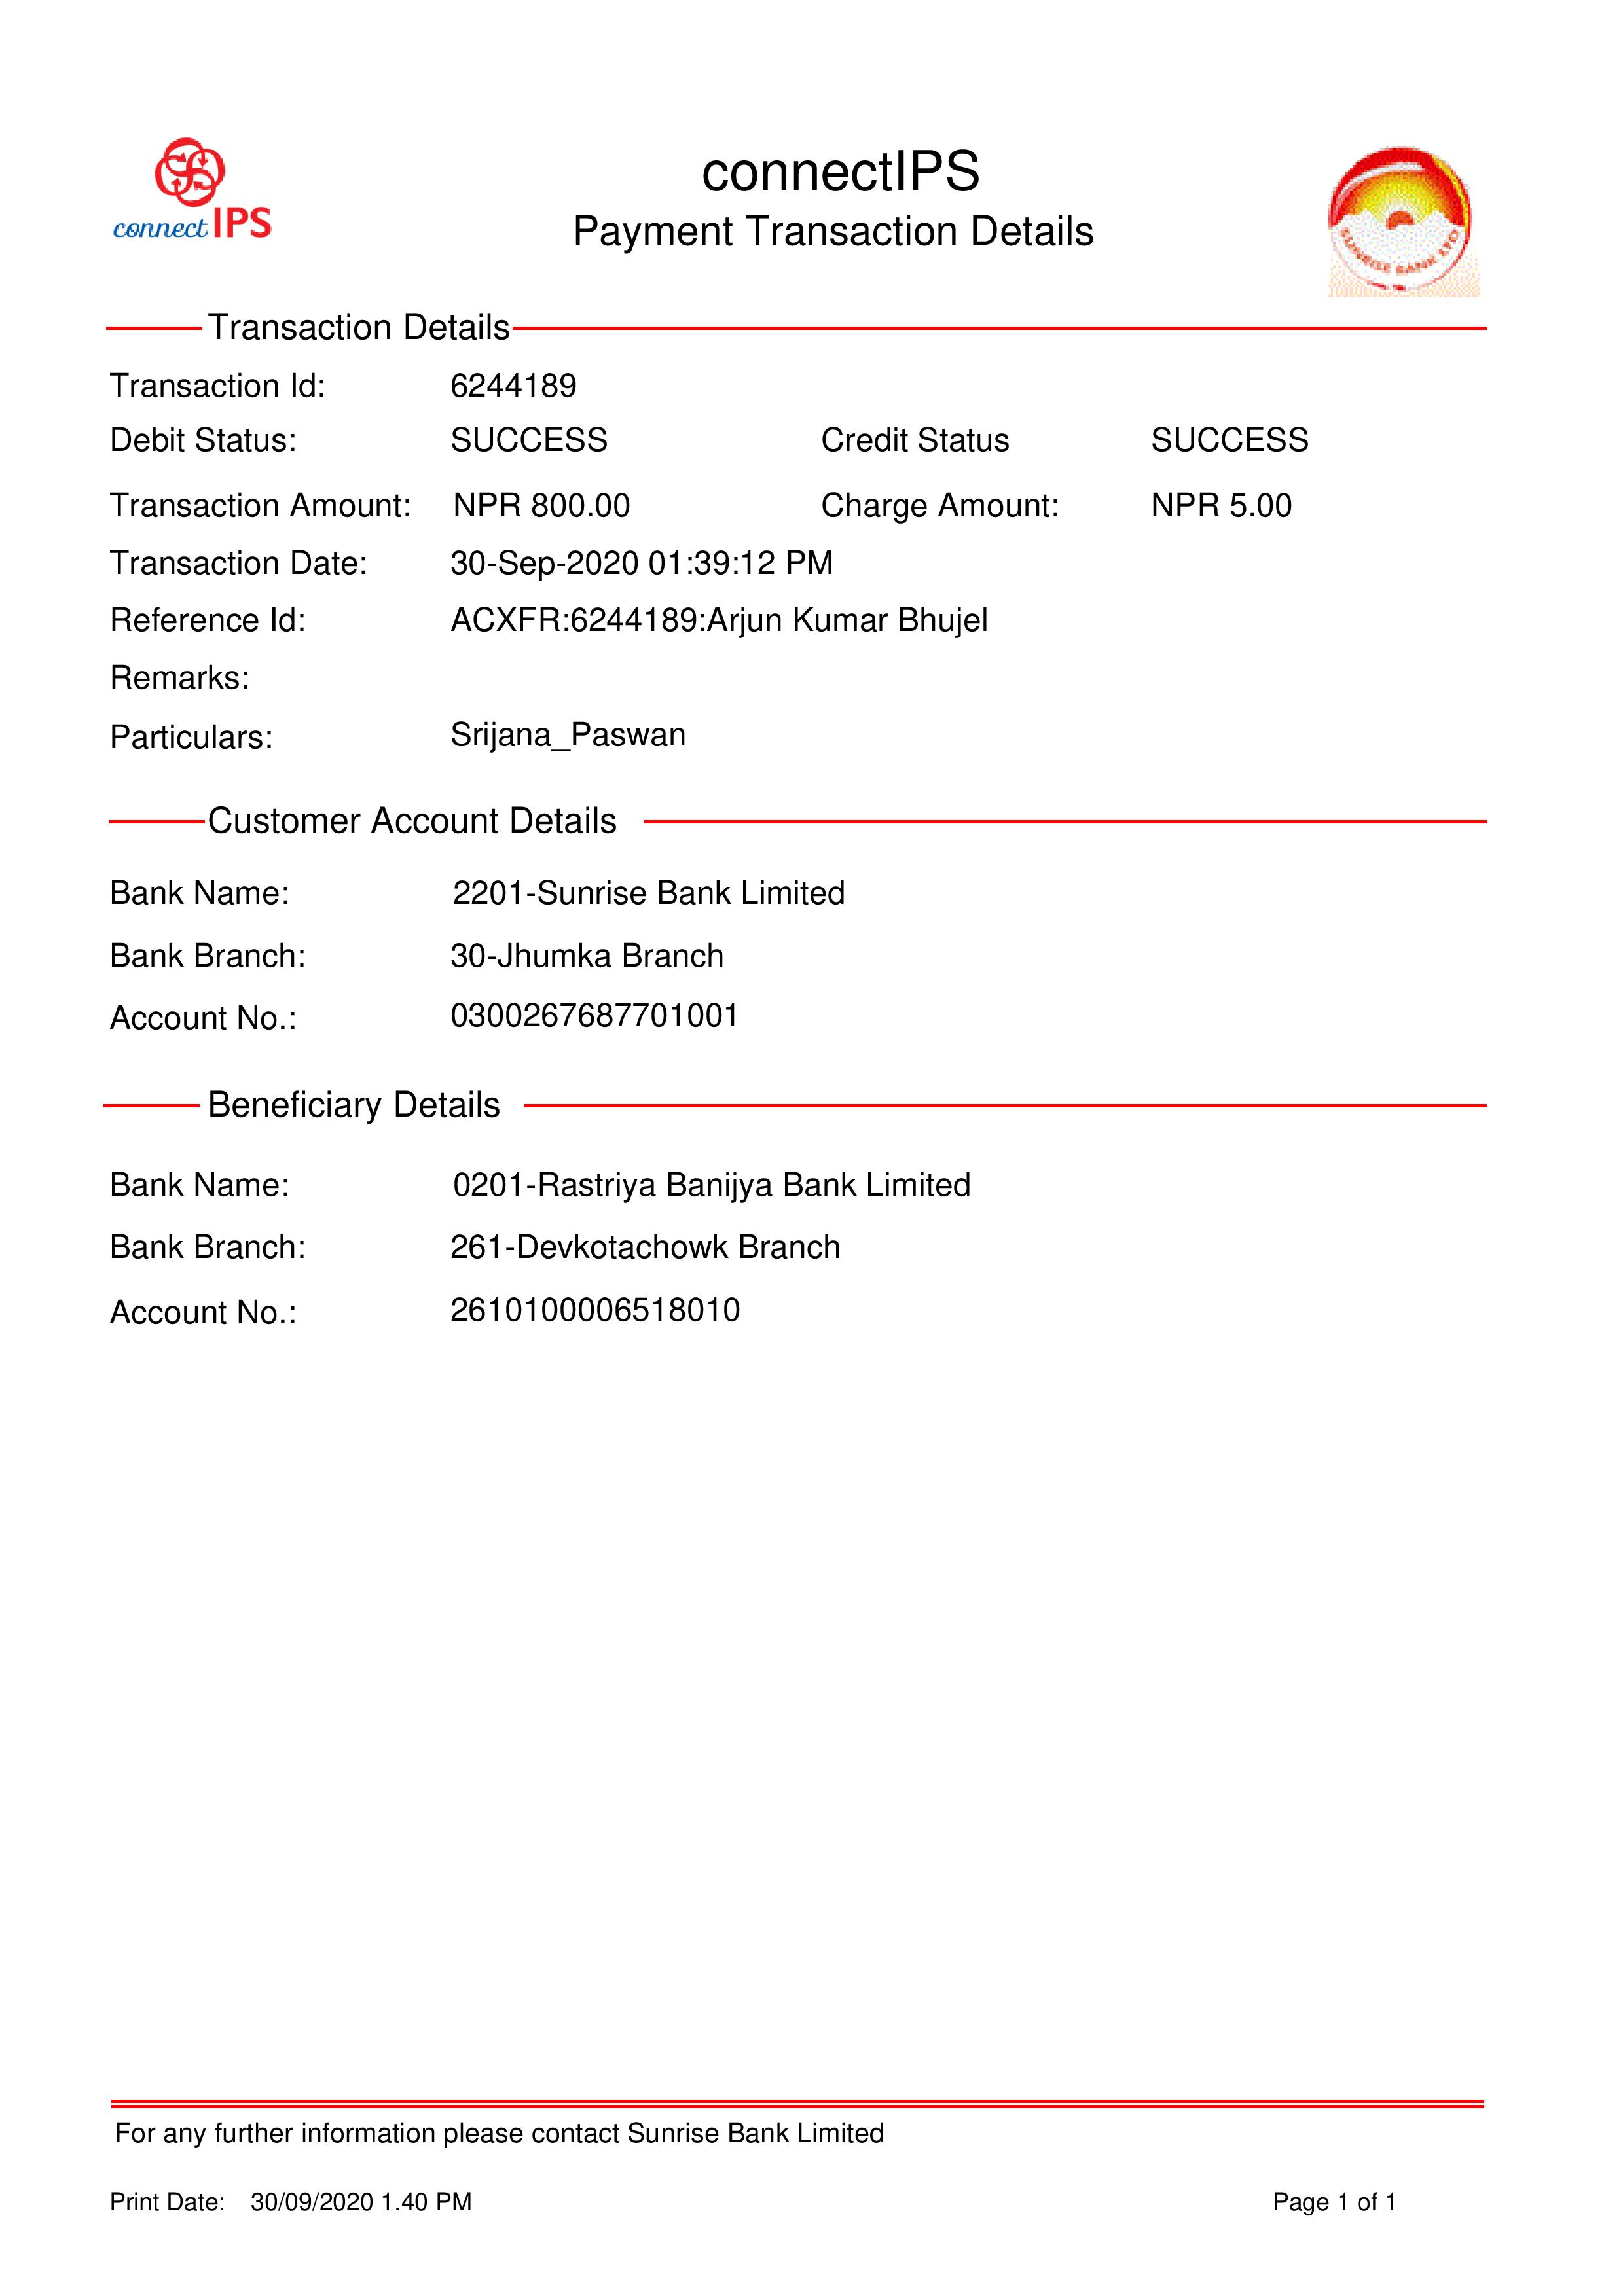 connectIPS
connectIPS
Payment Transaction Details
SUNRISE BANK LTD
Transaction Details
Transaction Id: 6244189
Debit Status: SUCCESS Credit Status SUCCESS
Transaction Amount: NPR 800.00 Charge Amount: NPR 5.00
Transaction Date: 30-Sep-2020 01:39:12 PM
Reference Id: ACXFR:6244189:Arjun Kumar Bhujel
Remarks:
Particulars: Srijana_Paswan
Customer Account Details
Bank Name: 2201-Sunrise Bank Limited
Bank Branch: 30-Jhumka Branch
Account No.: 0300267687701001
Beneficiary Details
Bank Name: 0201-Rastriya Banijya Bank Limited
Bank Branch: 261-Devkotachowk Branch
Account No.: 2610100006518010
For any further information please contact Sunrise Bank Limited
Print Date: 30/09/2020 1.40 PM Page 1 of 1